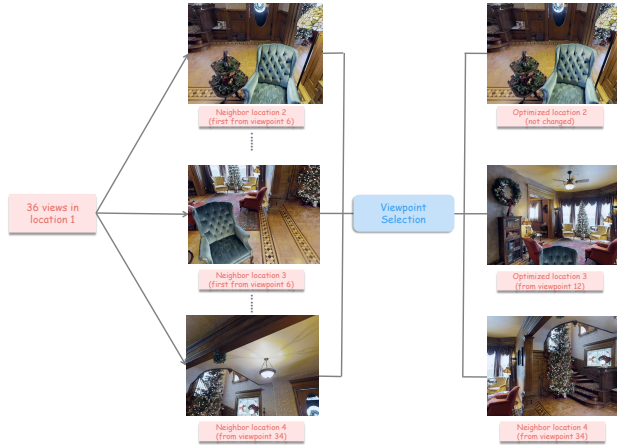 Neighbor location 2
(first from viewpoint 6)
Optimized location 2
(not changed)
36 views in
location 1
Viewpoint
Selection
Neighbor location 3
(first from viewpoint 6)
Optimized location 3
(from viewpoint 12)
Neighbor location 4
(from viewpoint 34)
Neighbor location 4
(from viewpoint 34)